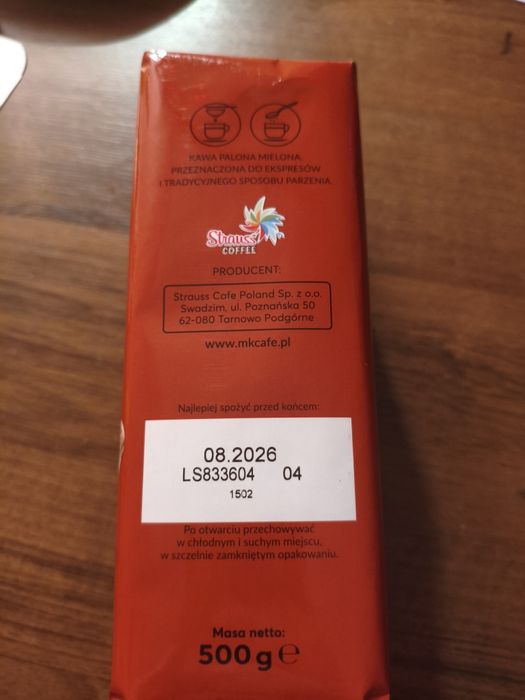 KAWA PALONA MIELONA.
PRZEZNACZONA DO EKSPRESÓW
I TRADYCYJNEGO SPOSOBU PARZENIA.
Strauss
COFFEE
PRODUCENT:
Strauss Cafe Poland Sp. z o.o.
Swadzim, ul. Poznańska 50
62-080 Tarnowo Podgórne
www.mkcafe.pl
Najlepiej spożyć przed końcem:
08.2026
LS833604 04
1502
Po otwarciu przechowywać
w chłodnym i suchym miejscu,
w szczelnie zamkniętym opakowaniu.
Masa netto:
500 g ℮